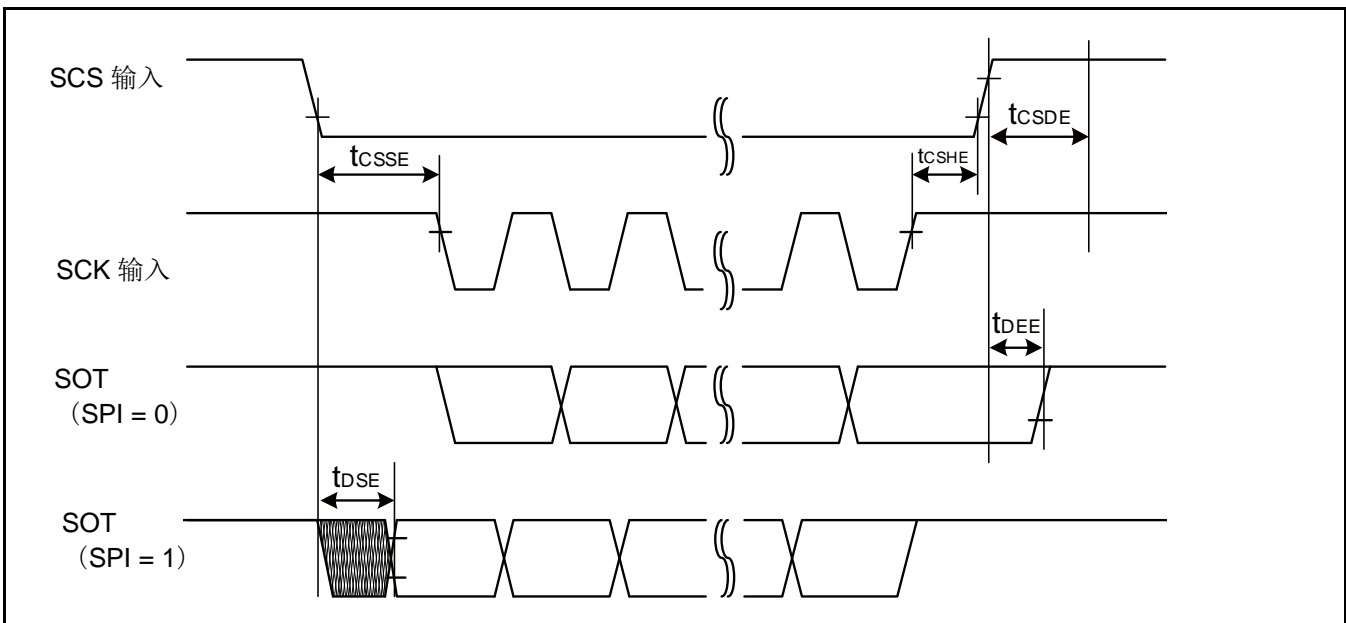 SCS 输入
tCSDE
tCSSE
tCSHE
SCK 输入
tDEE
SOT
（SPI = 0）
tDSE
SOT
（SPI = 1）